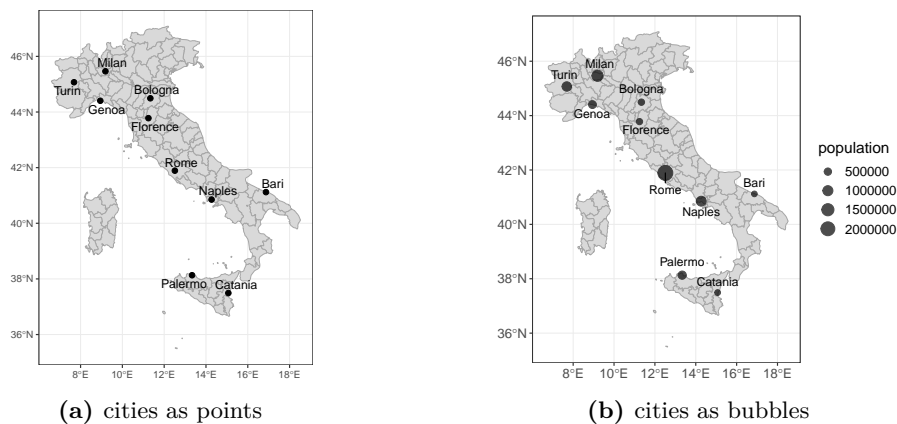 46°N
44°N
42°N
40°N
38°N
36°N
8°E 10°E 12°E 14°E 16°E 18°E
Milan
Turin
Bologna
Genoa
Florence
Rome
Naples
Bari
Palermo
Catania
(a) cities as points
46°N
44°N
42°N
40°N
38°N
36°N
8°E 10°E 12°E 14°E 16°E 18°E
Milan
Turin
Bologna
Genoa
Florence
Rome
Naples
Bari
Palermo
Catania
population
500000
1000000
1500000
2000000
(b) cities as bubbles